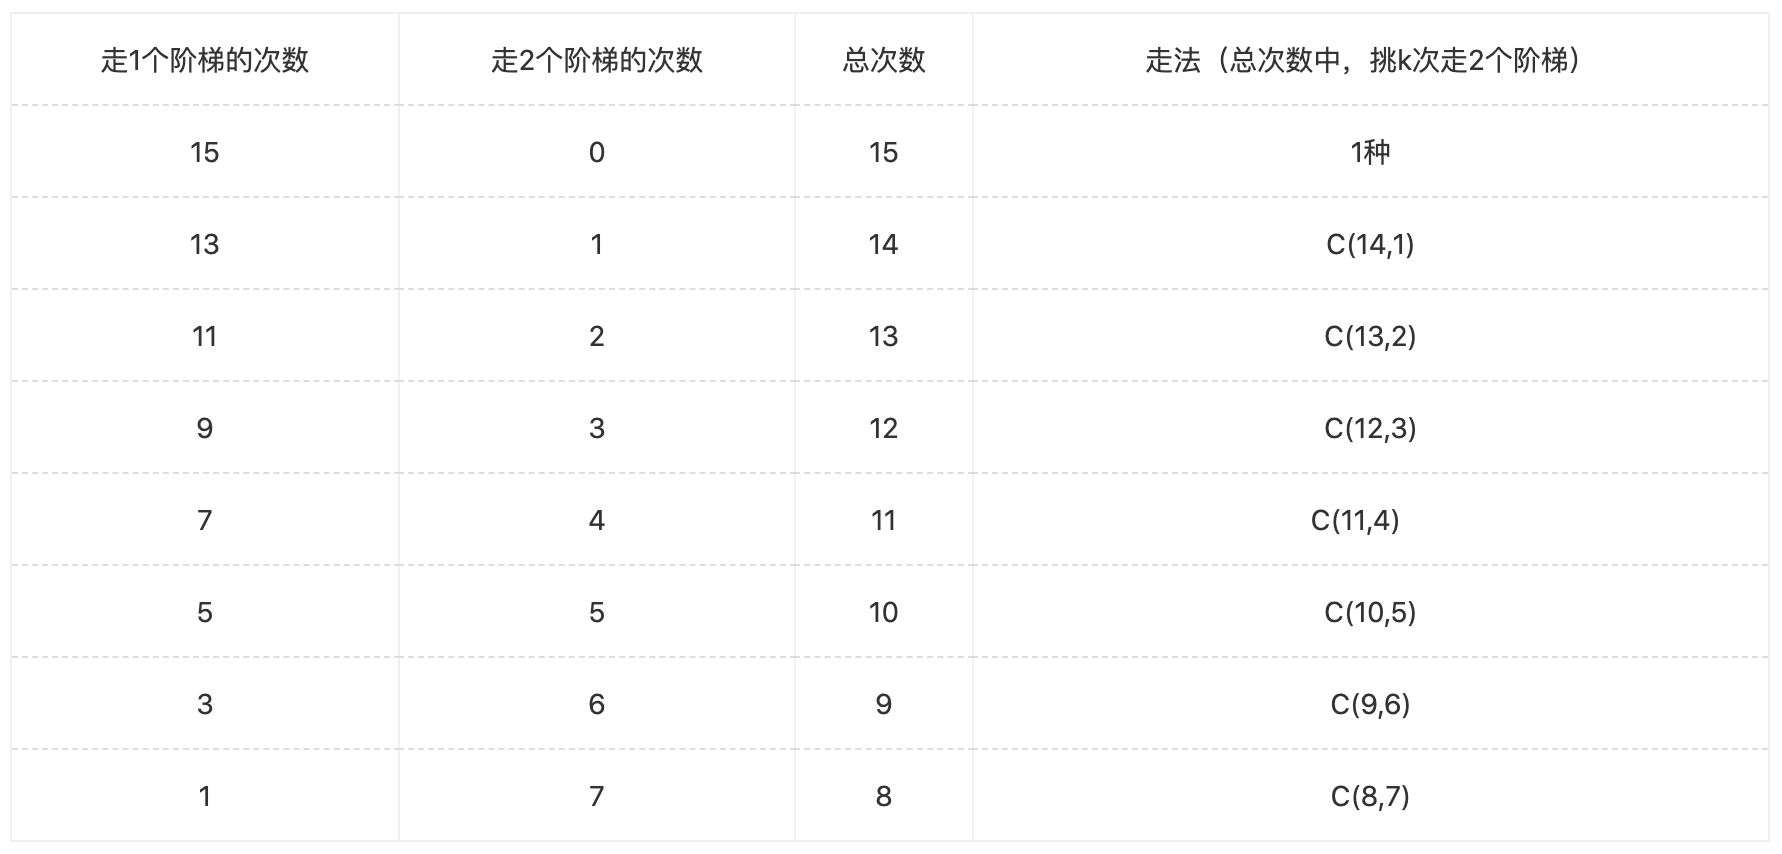 走1个阶梯的次数 走2个阶梯的次数 总次数 走法（总次数中，挑k次走2个阶梯）
15 0 15 1种
13 1 14 C(14,1)
11 2 13 C(13,2)
9 3 12 C(12,3)
7 4 11 C(11,4)
5 5 10 C(10,5)
3 6 9 C(9,6)
1 7 8 C(8,7)